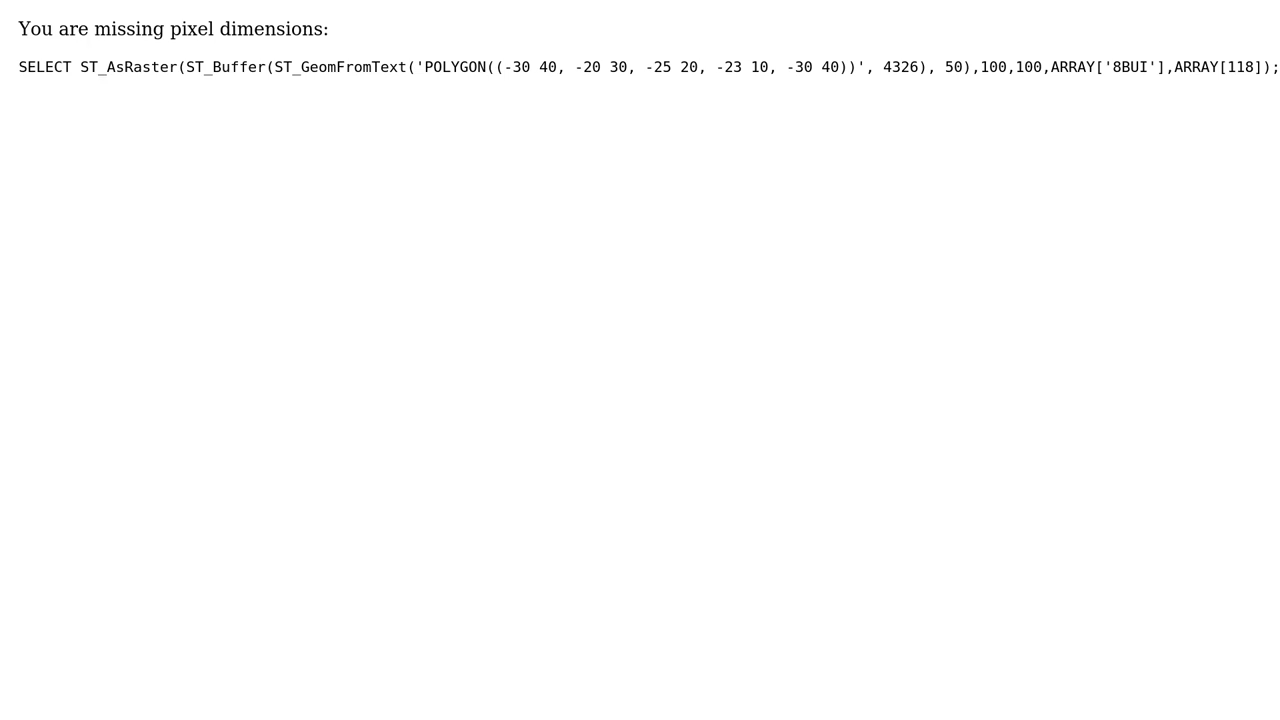 You are missing pixel dimensions:
SELECT ST_AsRaster(ST_Buffer(ST_GeomFromText('POLYGON((-30 40, -20 30, -25 20, -23 10, -30 40))', 4326), 50),100,100,ARRAY['8BUI'],ARRAY[118]);